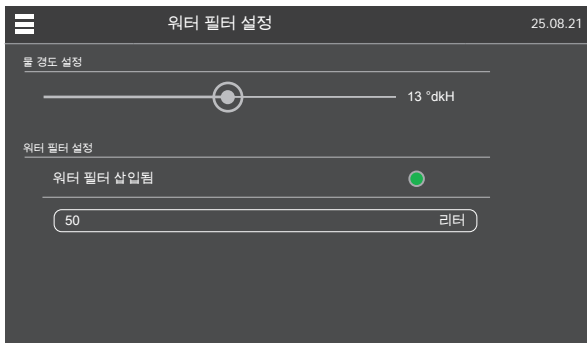 워터 필터 설정
25.08.21
물 경도 설정
13 °dkH
워터 필터 설정
워터 필터 삽입됨
50 리터